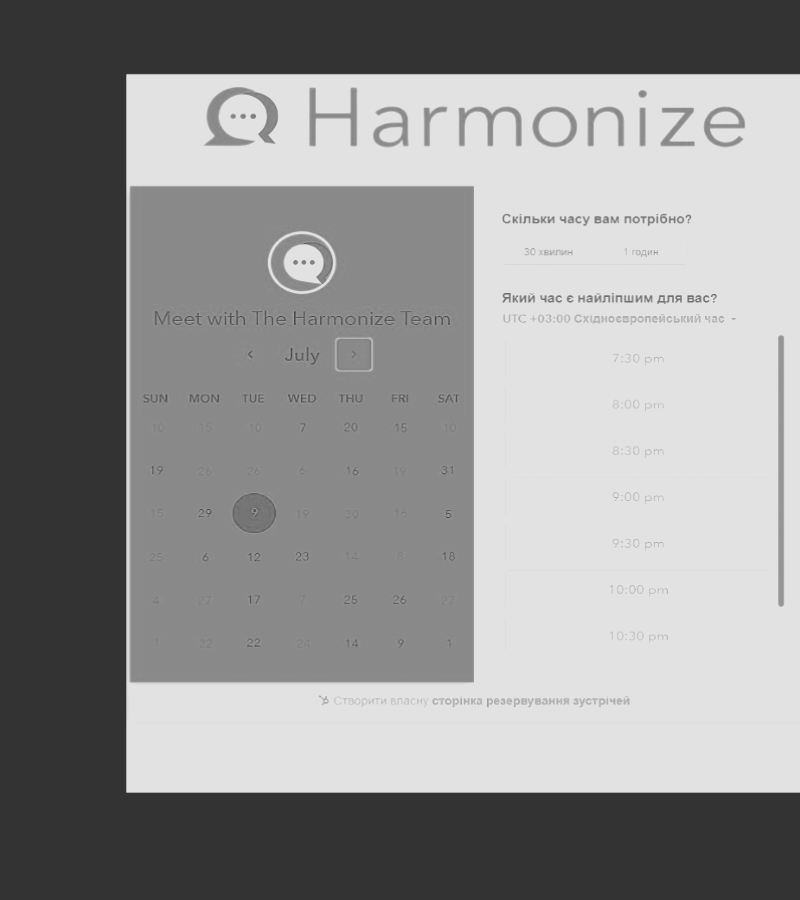 Harmonize
Meet with The Harmonize Team
July
SUN MON TUE WED THU FRI SAT
10 15 10 7 20 15 10
19 26 26 6 16 19 31
15 29 9 19 30 16 5
25 6 12 23 14 8 18
4 22 17 7 25 26 27
1 22 22 24 14 9 1
Скільки часу вам потрібно?
30 хвилин 1 годин
Який час є найліпшим для вас?
UTC +03:00 Східноєвропейський час
7:30 pm
8:00 pm
8:30 pm
9:00 pm
9:30 pm
10:00 pm
10:30 pm
Створити власну сторінка резервування зустрічей